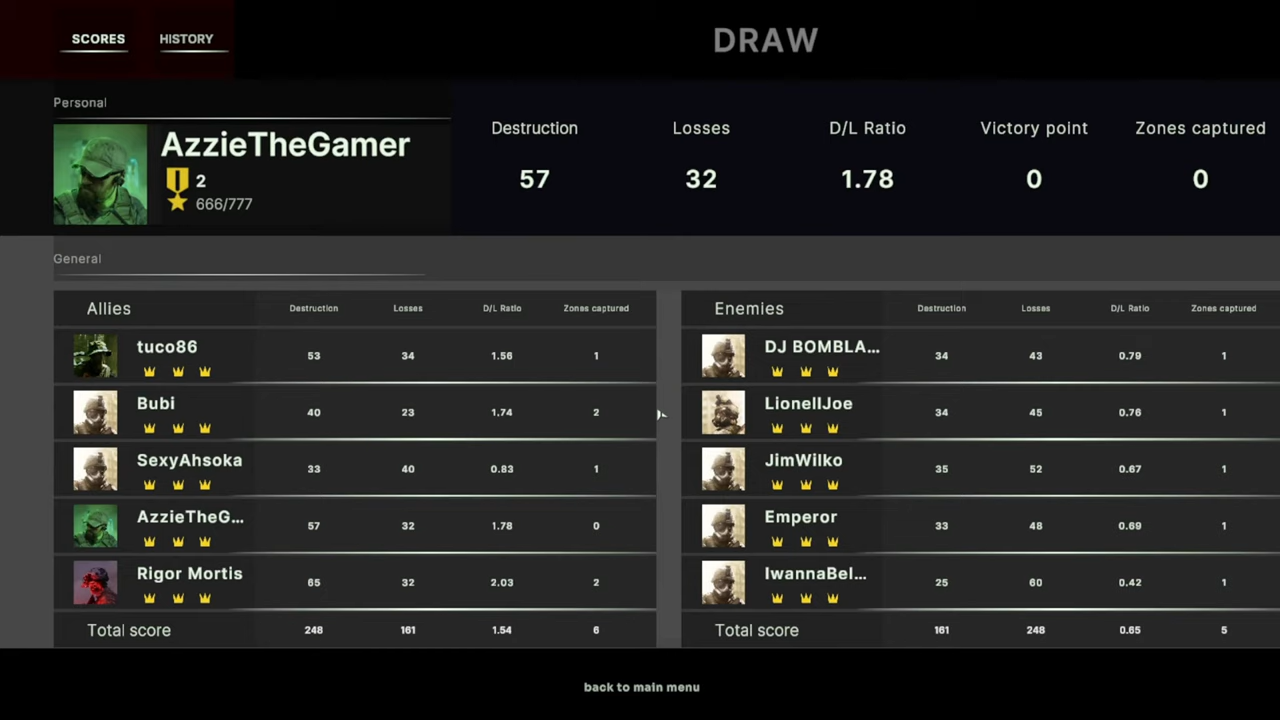 SCORES HISTORY DRAW
Personal
AzzieTheGamer
2
666/777
Destruction Losses D/L Ratio Victory point Zones captured
57 32 1.78 0 0
General
Allies Destruction Losses D/L Ratio Zones captured
tuco86 53 34 1.56 1
Bubi 40 23 1.74 2
SexyAhsoka 33 40 0.83 1
AzzieTheG... 57 32 1.78 0
Rigor Mortis 65 32 2.03 2
Total score 248 161 1.54 6
Enemies Destruction Losses D/L Ratio Zones captured
DJ BOMBLA... 34 43 0.79 1
LionellJoe 34 45 0.76 1
JimWilko 35 52 0.67 1
Emperor 33 48 0.69 1
IwannaBel... 25 60 0.42 1
Total score 161 248 0.65 5
back to main menu